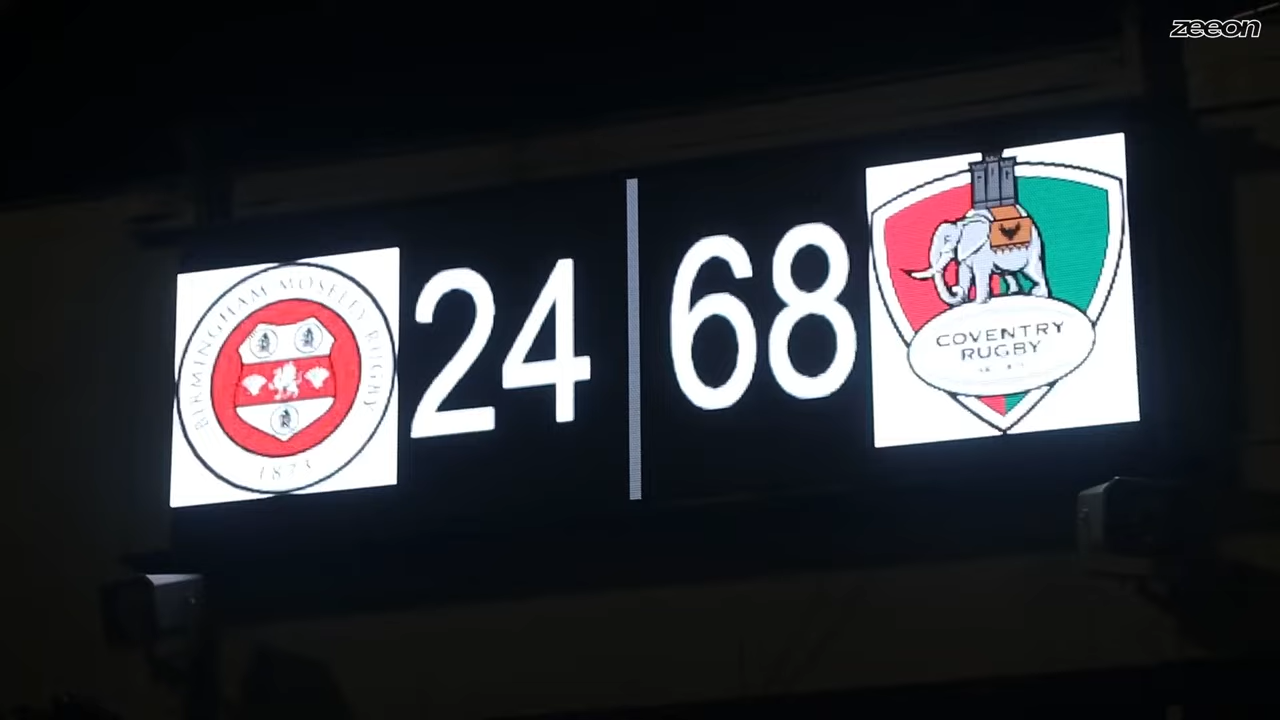 zeeon
BIRMINGHAM MOSELEY RUGBY
1873
24
68
COVENTRY
RUGBY